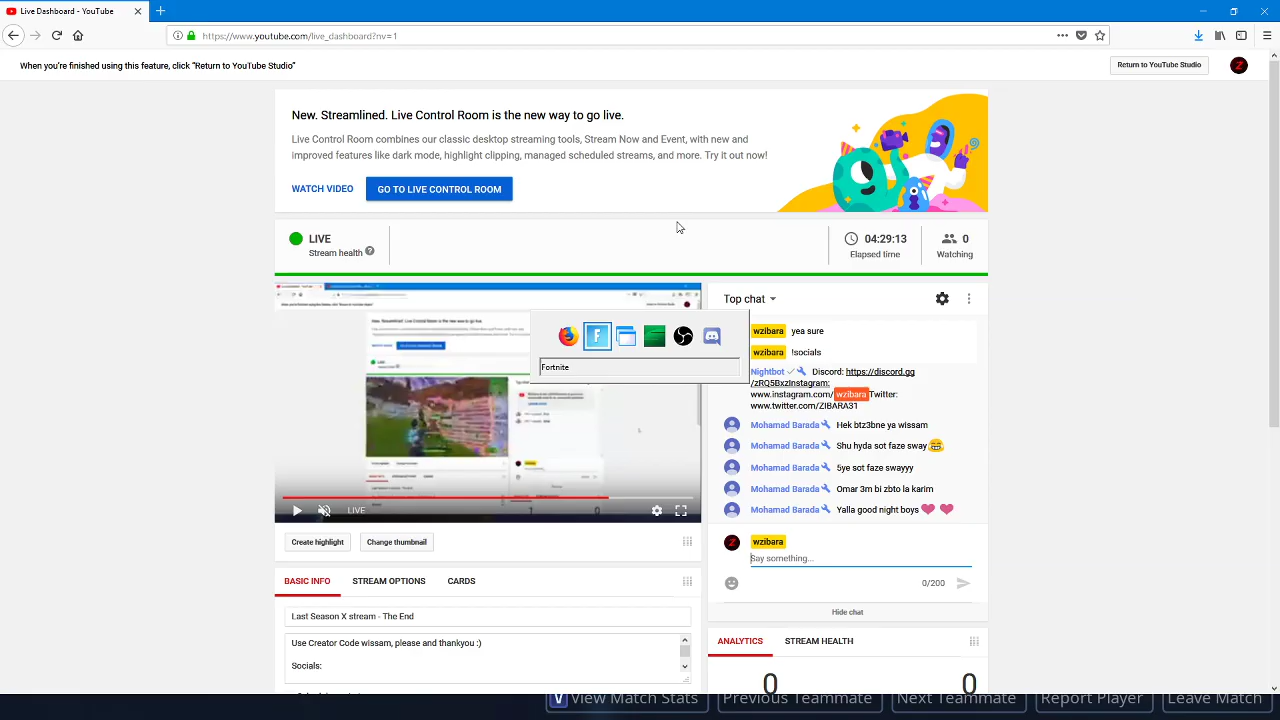 Live Dashboard - YouTube
https://www.youtube.com/live_dashboard?nv=1
When you're finished using this feature, click "Return to YouTube Studio"
Return to YouTube Studio
Z
New. Streamlined. Live Control Room is the new way to go live.
Live Control Room combines our classic desktop streaming tools, Stream Now and Event, with new and
improved features like dark mode, highlight clipping, managed scheduled streams, and more. Try it out now!
WATCH VIDEO
GO TO LIVE CONTROL ROOM
LIVE
Stream health
04:29:13
Elapsed time
0
Watching
Fortnite
LIVE
Create highlight
Change thumbnail
BASIC INFO
STREAM OPTIONS
CARDS
Last Season X stream - The End
Use Creator Code wissam, please and thankyou :)
Socials:
Top chat
wzibara yea sure
wzibara !socials
Nightbot Discord: https://discord.gg
/zRQ5BxzInstagram:
www.instagram.com/wzibaraTwitter:
www.twitter.com/ZIBARA31
Mohamad Barada Hek btz3bne ya wissam
Mohamad Barada Shu hyda sot faze sway😁
Mohamad Barada 5ye sot faze swayyy
Mohamad Barada Omar 3m bi zbto la karim
Mohamad Barada Yalla good night boys ❤ ❤
Z
wzibara
Say something...
0/200
Hide chat
ANALYTICS
STREAM HEALTH
0
0
View Match Stats
Previous Teammate
Next Teammate
Report Player
Leave Match